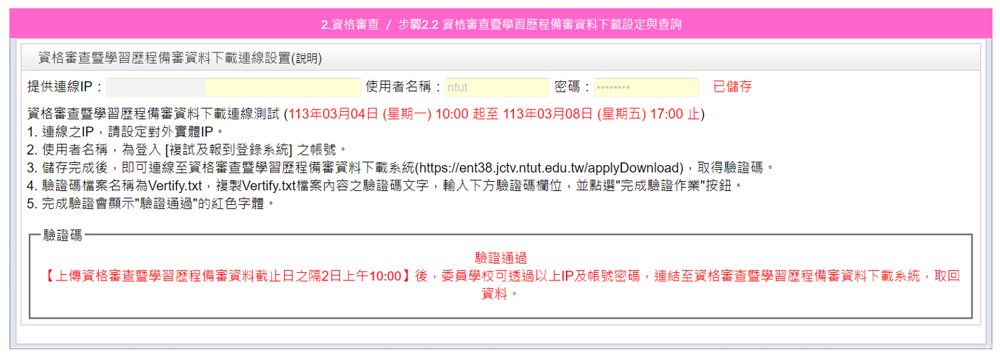 2.資格審查 / 步驟2.2 資格審查暨學習歷程備審資料下載設定與查詢
資格審查暨學習歷程備審資料下載連線設置(說明)
提供連線IP： 使用者名稱：ntut 密碼：•••••••• 已儲存
資格審查暨學習歷程備審資料下載連線測試 (113年03月04日 (星期一) 10:00 起至 113年03月08日 (星期五) 17:00 止)
1. 連線之IP，請設定對外實體IP。
2. 使用者名稱，為登入 [複試及報到登錄系統] 之帳號。
3. 儲存完成後，即可連線至資格審查暨學習歷程備審資料下載系統(https://ent38.jctv.ntut.edu.tw/applyDownload)，取得驗證碼。
4. 驗證碼檔案名稱為Vertify.txt，複製Vertify.txt檔案內容之驗證碼文字，輸入下方驗證碼欄位，並點選"完成驗證作業"按鈕。
5. 完成驗證會顯示"驗證通過"的紅色字體。
驗證碼
驗證通過
【上傳資格審查暨學習歷程備審資料截止日之隔2日上午10:00】後，委員學校可透過以上IP及帳號密碼，連結至資格審查暨學習歷程備審資料下載系統，取回
資料。